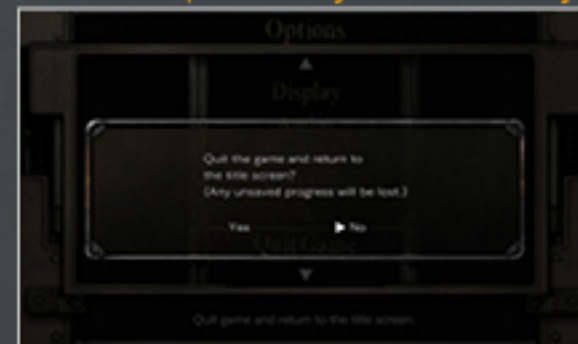 Options
Display
Quit the game and return to
the title screen?
(Any unsaved progress will be lost.)
Yes
No
Quit Game
Quit game and return to the title screen.